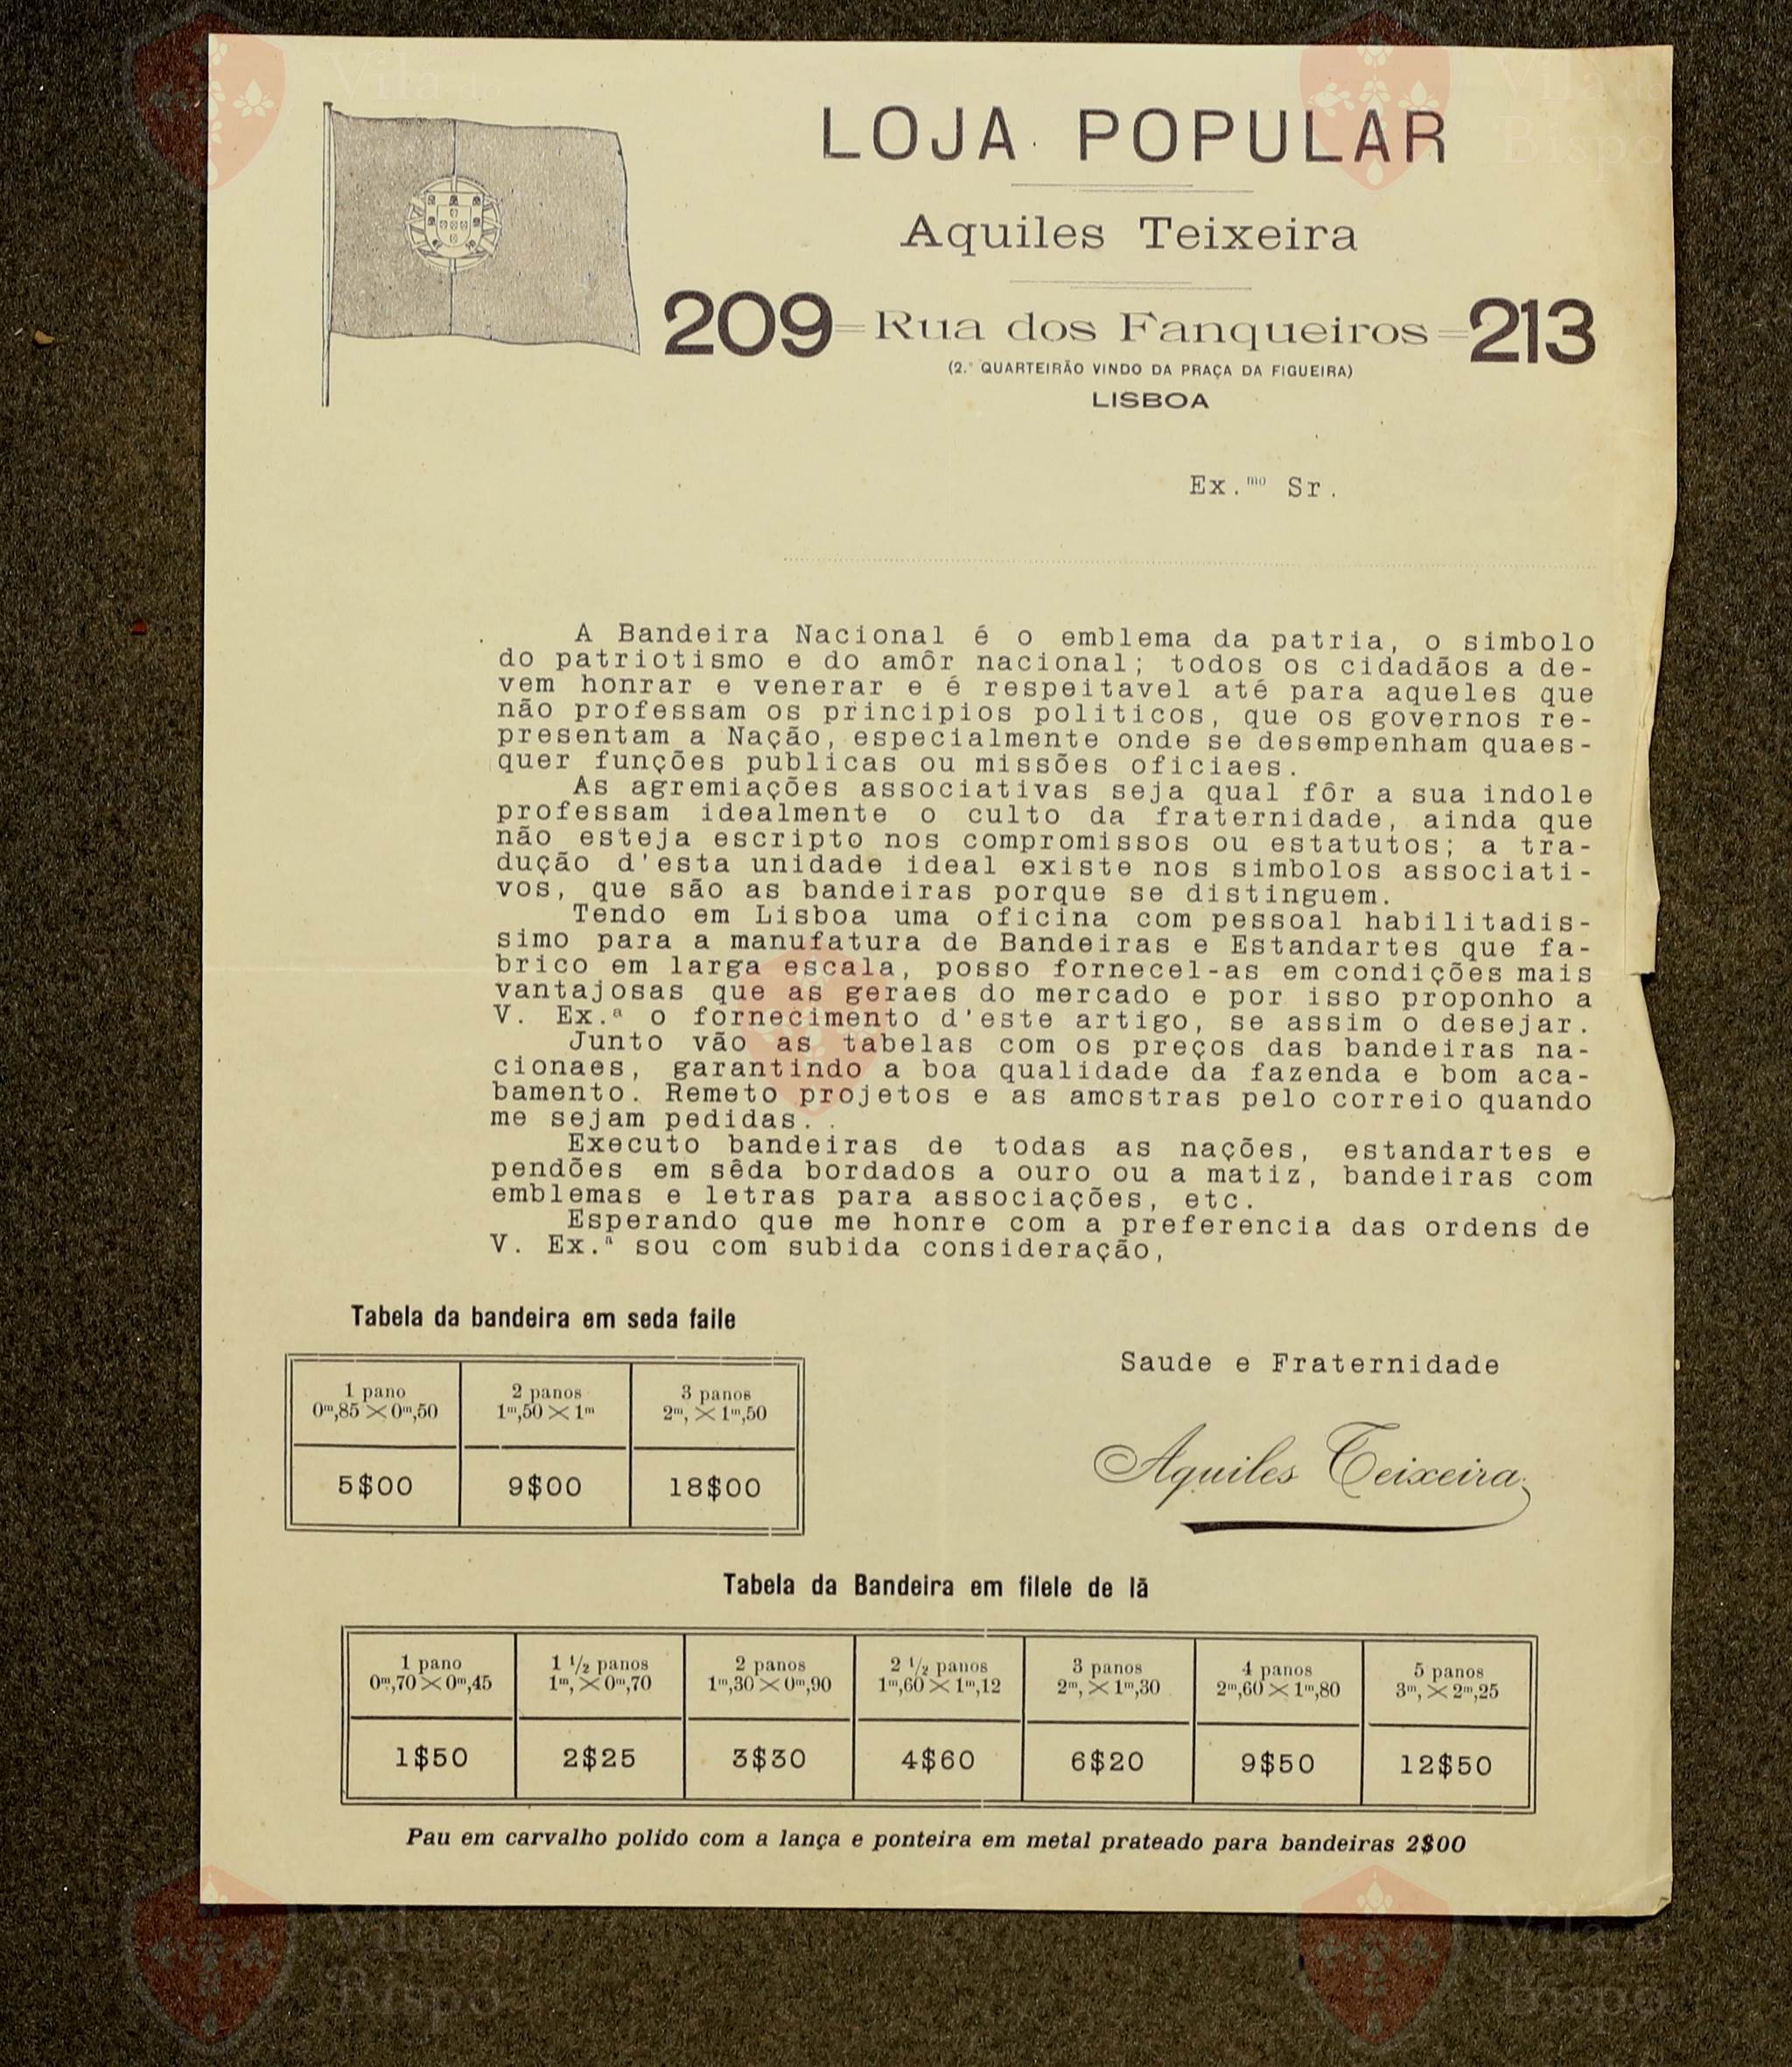 LOJA POPULAR
Aquiles Teixeira
209=Rua dos Fanqueiros=213
(2.º QUARTEIRÃO VINDO DA PRAÇA DA FIGUEIRA)
LISBOA
Ex.mo Sr.
A Bandeira Nacional é o emblema da patria, o simbolo
do patriotismo e do amôr nacional; todos os cidadãos a de-
vem honrar e venerar e é respeitavel até para aqueles que
não professam os principios politicos, que os governos re-
presentam a Nação, especialmente onde se desempenham quaes-
quer funções publicas ou missões oficiaes.
As agremiações associativas seja qual fôr a sua indole
professam idealmente o culto da fraternidade, ainda que
não esteja escripto nos compromissos ou estatutos; a tra-
dução d'esta unidade ideal existe nos simbolos associati-
vos, que são as bandeiras porque se distinguem.
Tendo em Lisboa uma oficina com pessoal habilitadis-
simo para a manufatura de Bandeiras e Estandartes que fa-
brico em larga escala, posso fornecel-as em condições mais
vantajosas que as geraes do mercado e por isso proponho a
V. Ex.ª o fornecimento d'este artigo, se assim o desejar.
Junto vão as tabelas com os preços das bandeiras na-
cionaes, garantindo a boa qualidade da fazenda e bom aca-
bamento. Remeto projetos e as amostras pelo correio quando
me sejam pedidas.
Executo bandeiras de todas as nações, estandartes e
pendões em sêda bordados a ouro ou a matiz, bandeiras com
emblemas e letras para associações, etc.
Esperando que me honre com a preferencia das ordens de
V. Ex.ª sou com subida consideração,
Saude e Fraternidade
Aquiles Teixeira
Tabela da bandeira em seda faile
1 pano 2 panos 3 panos
0m,85×0m,50 1m,50×1m 2m,×1m,50
5$00 9$00 18$00
Tabela da Bandeira em filele de lã
1 pano 1 1/2 panos 2 panos 2 1/2 panos 3 panos 4 panos 5 panos
0m,70×0m,45 1m,×0m,70 1m,30×0m,90 1m,60×1m,12 2m,×1m,30 2m,60×1m,80 3m,×2m,25
1$50 2$25 3$30 4$60 6$20 9$50 12$50
Pau em carvalho polido com a lança e ponteira em metal prateado para bandeiras 2$00
Vila do
Bispo
Vila do
Bispo
Vila do
Bispo
Vila do